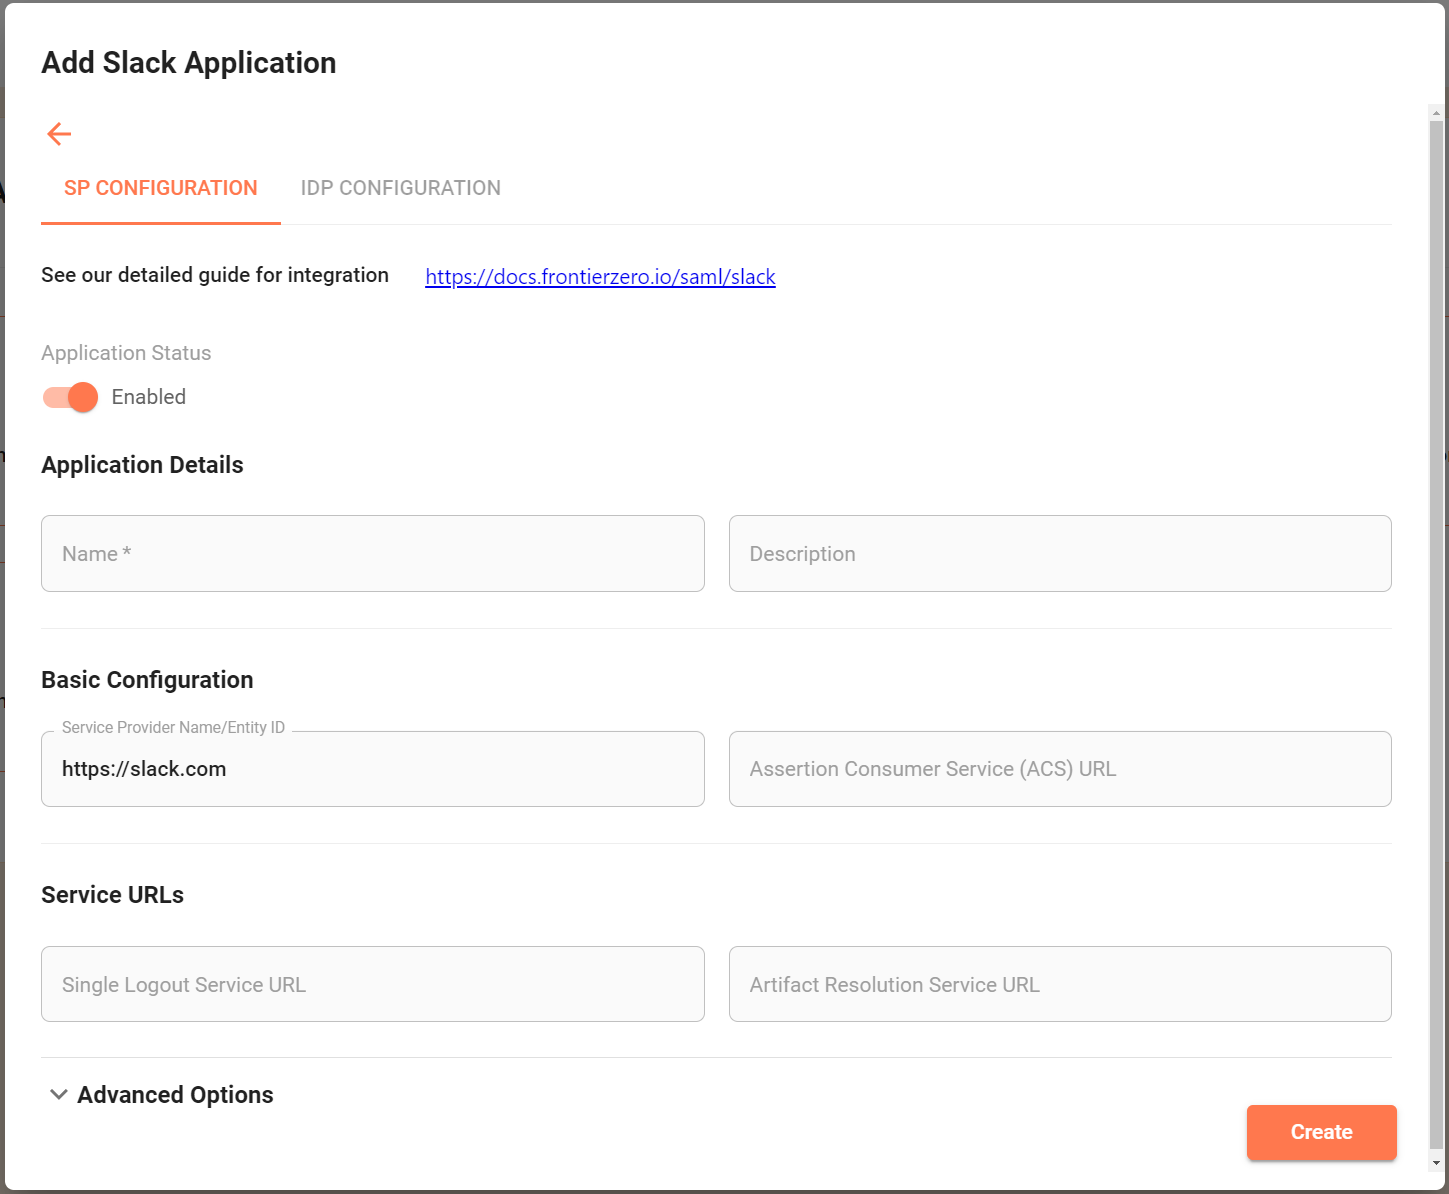 Add Slack Application
SP CONFIGURATION IDP CONFIGURATION
See our detailed guide for integration https://docs.frontierzero.io/saml/slack
Application Status
Enabled
Application Details
Name * Description
Basic Configuration
Service Provider Name/Entity ID
https://slack.com Assertion Consumer Service (ACS) URL
Service URLs
Single Logout Service URL Artifact Resolution Service URL
Advanced Options
Create